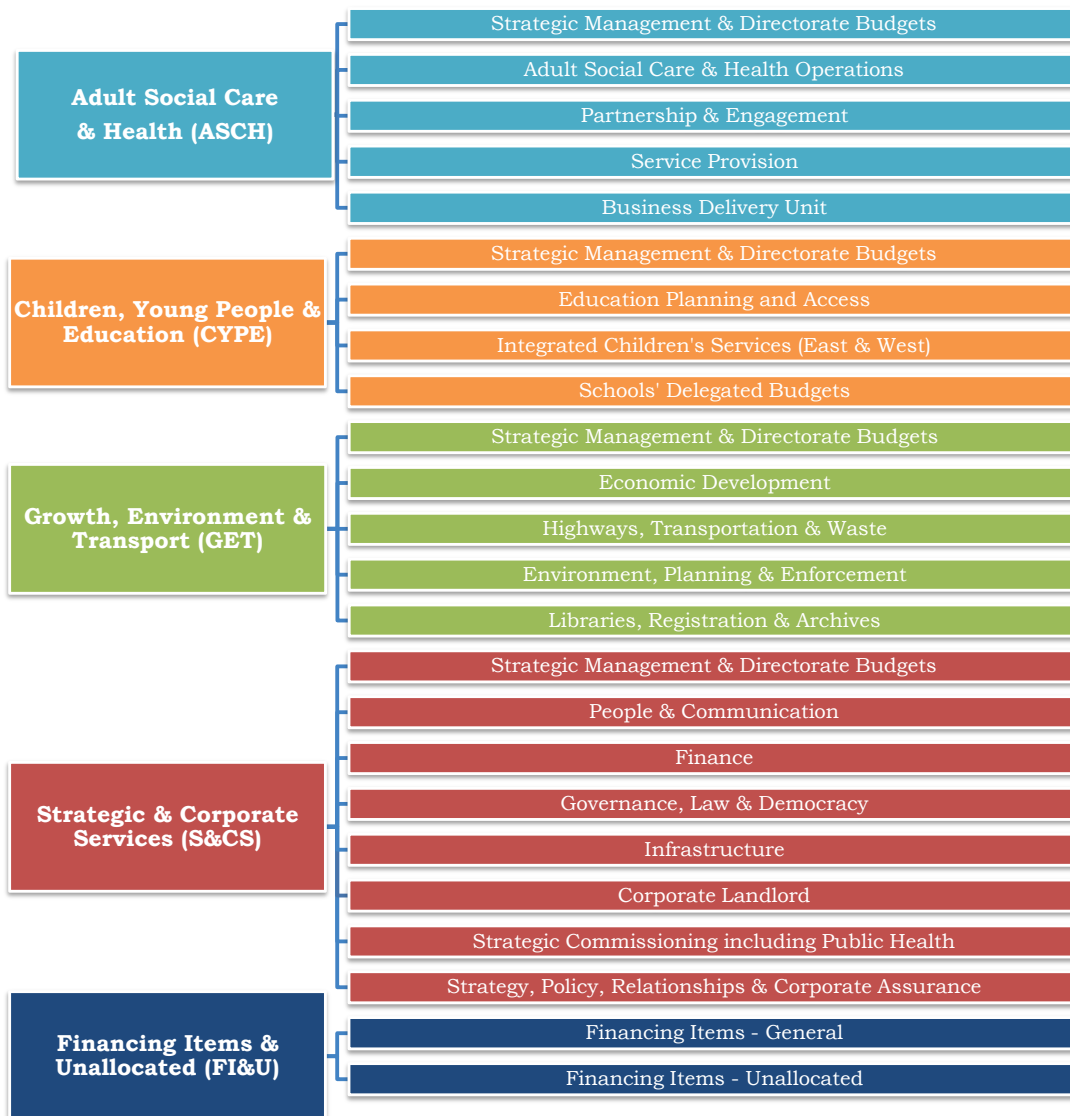 Adult Social Care
& Health (ASCH)
Strategic Management & Directorate Budgets
Adult Social Care & Health Operations
Partnership & Engagement
Service Provision
Business Delivery Unit
Children, Young People &
Education (CYPE)
Strategic Management & Directorate Budgets
Education Planning and Access
Integrated Children's Services (East & West)
Schools' Delegated Budgets
Growth, Environment &
Transport (GET)
Strategic Management & Directorate Budgets
Economic Development
Highways, Transportation & Waste
Environment, Planning & Enforcement
Libraries, Registration & Archives
Strategic & Corporate
Services (S&CS)
Strategic Management & Directorate Budgets
People & Communication
Finance
Governance, Law & Democracy
Infrastructure
Corporate Landlord
Strategic Commissioning including Public Health
Strategy, Policy, Relationships & Corporate Assurance
Financing Items &
Unallocated (FI&U)
Financing Items - General
Financing Items - Unallocated